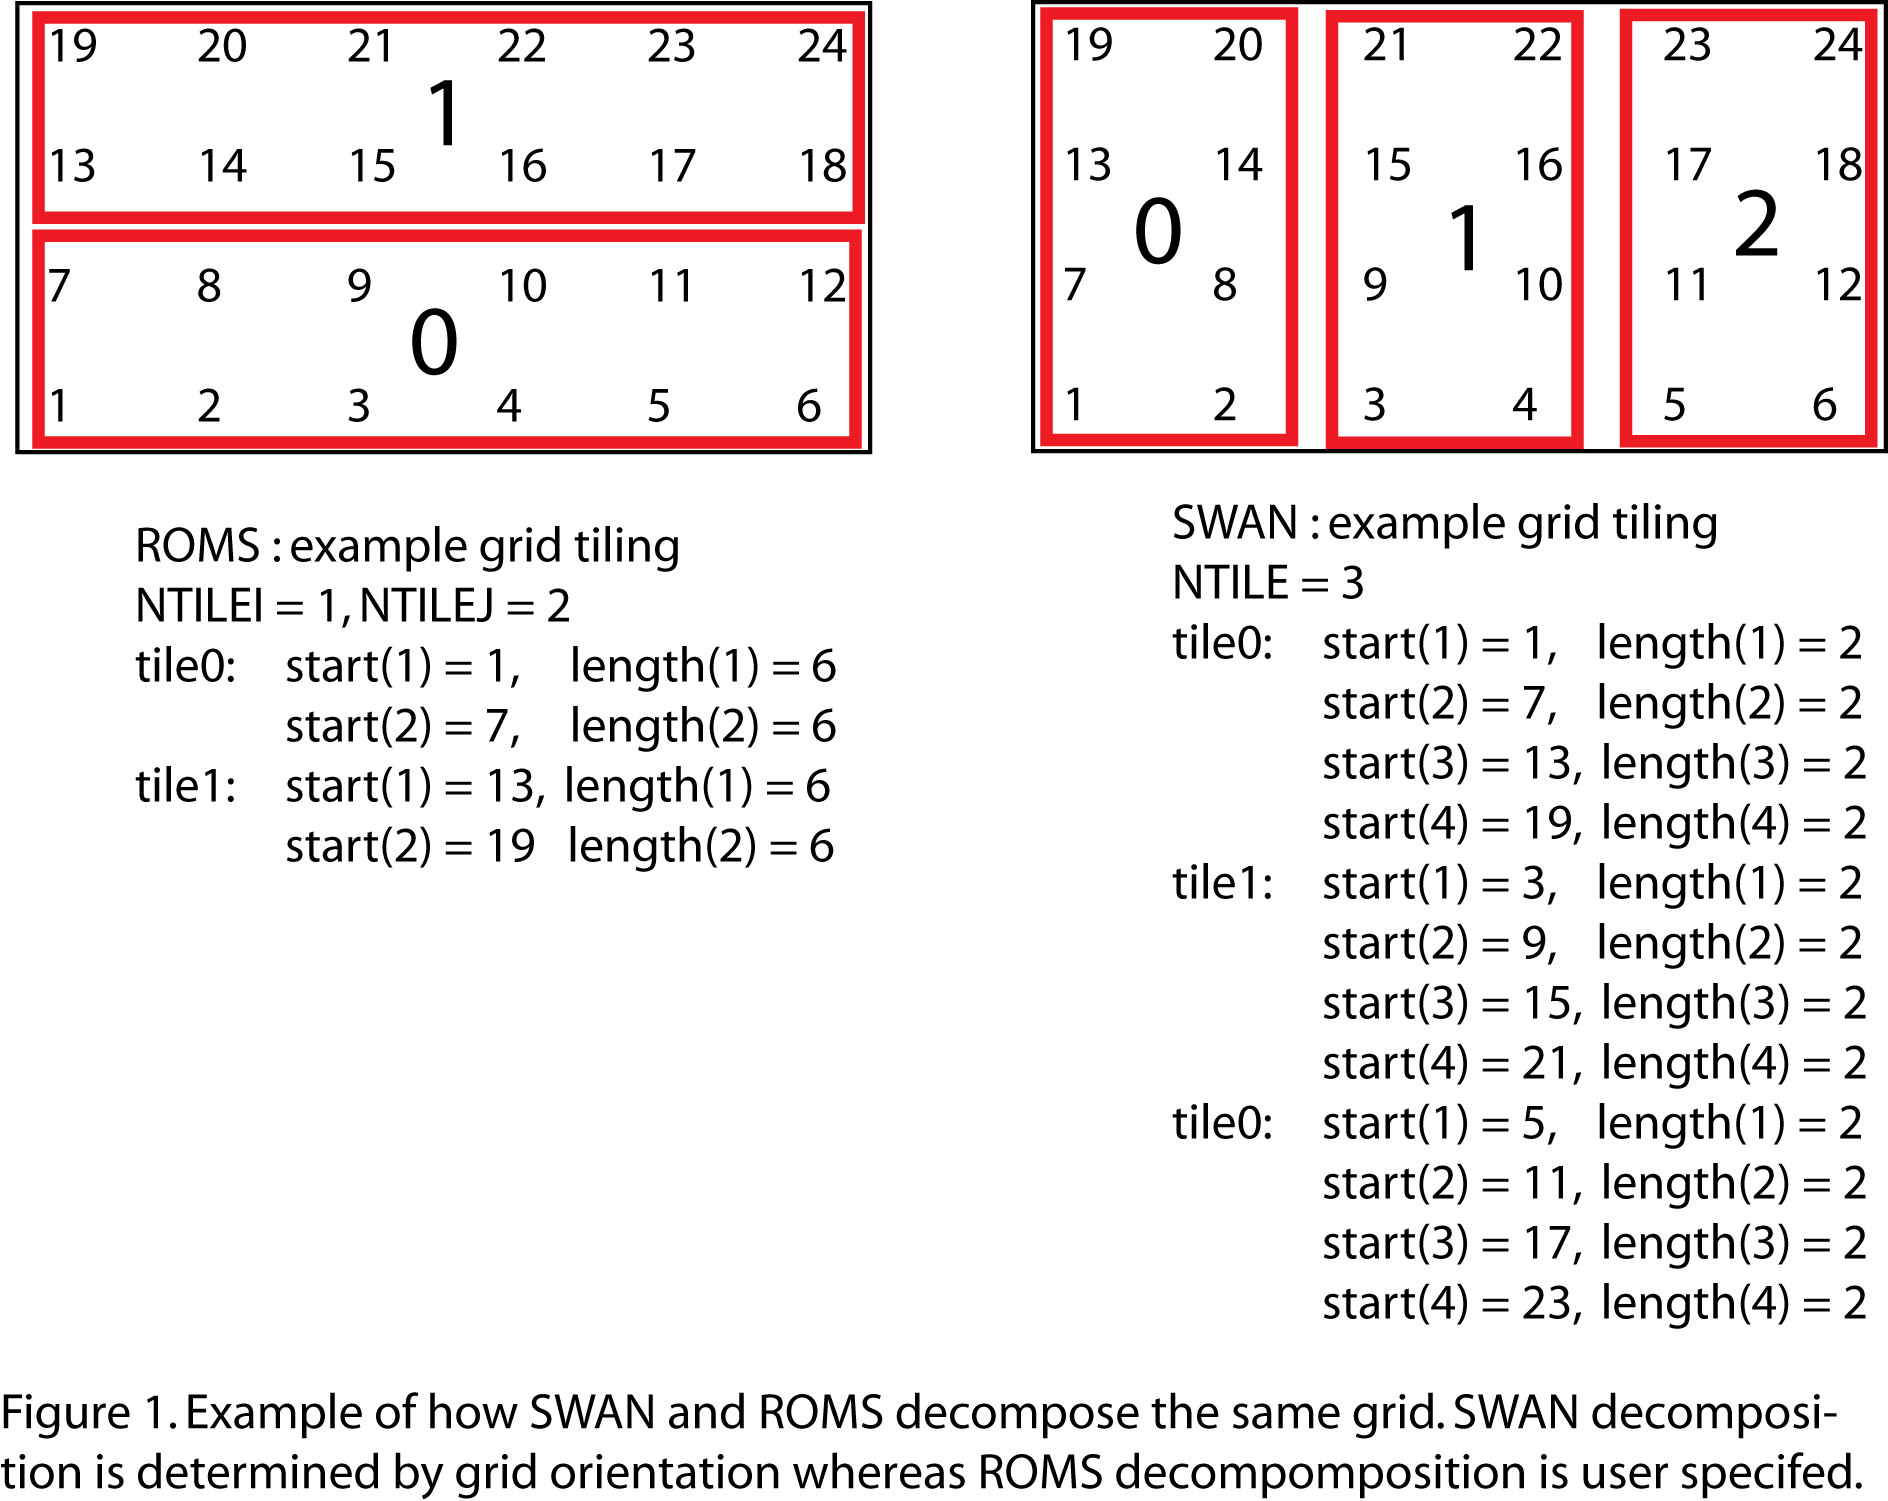 19 20 21 22 23 24
1
13 14 15 16 17 18
7 8 9 10 11 12
0
1 2 3 4 5 6
ROMS : example grid tiling
NTILEI = 1, NTILEJ = 2
tile0: start(1) = 1, length(1) = 6
start(2) = 7, length(2) = 6
tile1: start(1) = 13, length(1) = 6
start(2) = 19 length(2) = 6
19 20 21 22 23 24
13 14 15 16 17 18
0 1 2
7 8 9 10 11 12
1 2 3 4 5 6
SWAN : example grid tiling
NTILE = 3
tile0: start(1) = 1, length(1) = 2
start(2) = 7, length(2) = 2
start(3) = 13, length(3) = 2
start(4) = 19, length(4) = 2
tile1: start(1) = 3, length(1) = 2
start(2) = 9, length(2) = 2
start(3) = 15, length(3) = 2
start(4) = 21, length(4) = 2
tile0: start(1) = 5, length(1) = 2
start(2) = 11, length(2) = 2
start(3) = 17, length(3) = 2
start(4) = 23, length(4) = 2
Figure 1. Example of how SWAN and ROMS decompose the same grid. SWAN decomposi-
tion is determined by grid orientation whereas ROMS decompomposition is user specifed.